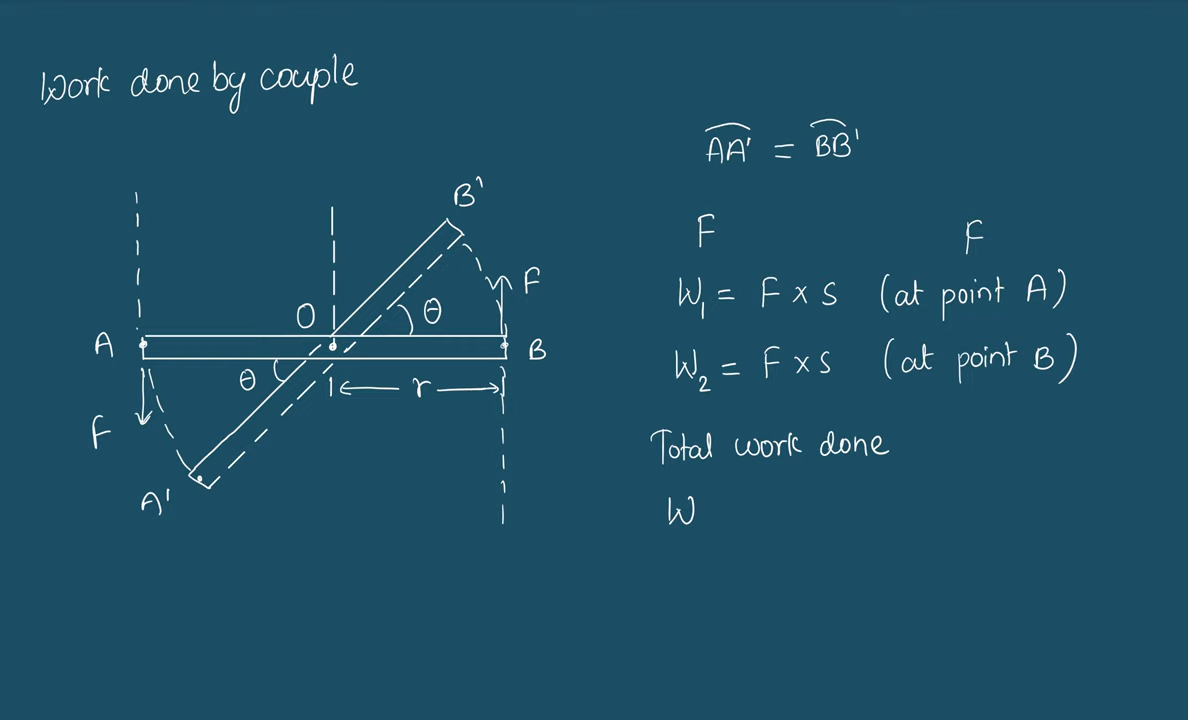 Work done by couple
AA' = BB'
B'
F F
F
W₁ = F × s (at point A)
O θ
A B
W₂ = F × s (at point B)
θ r
F
Total work done
A'
W